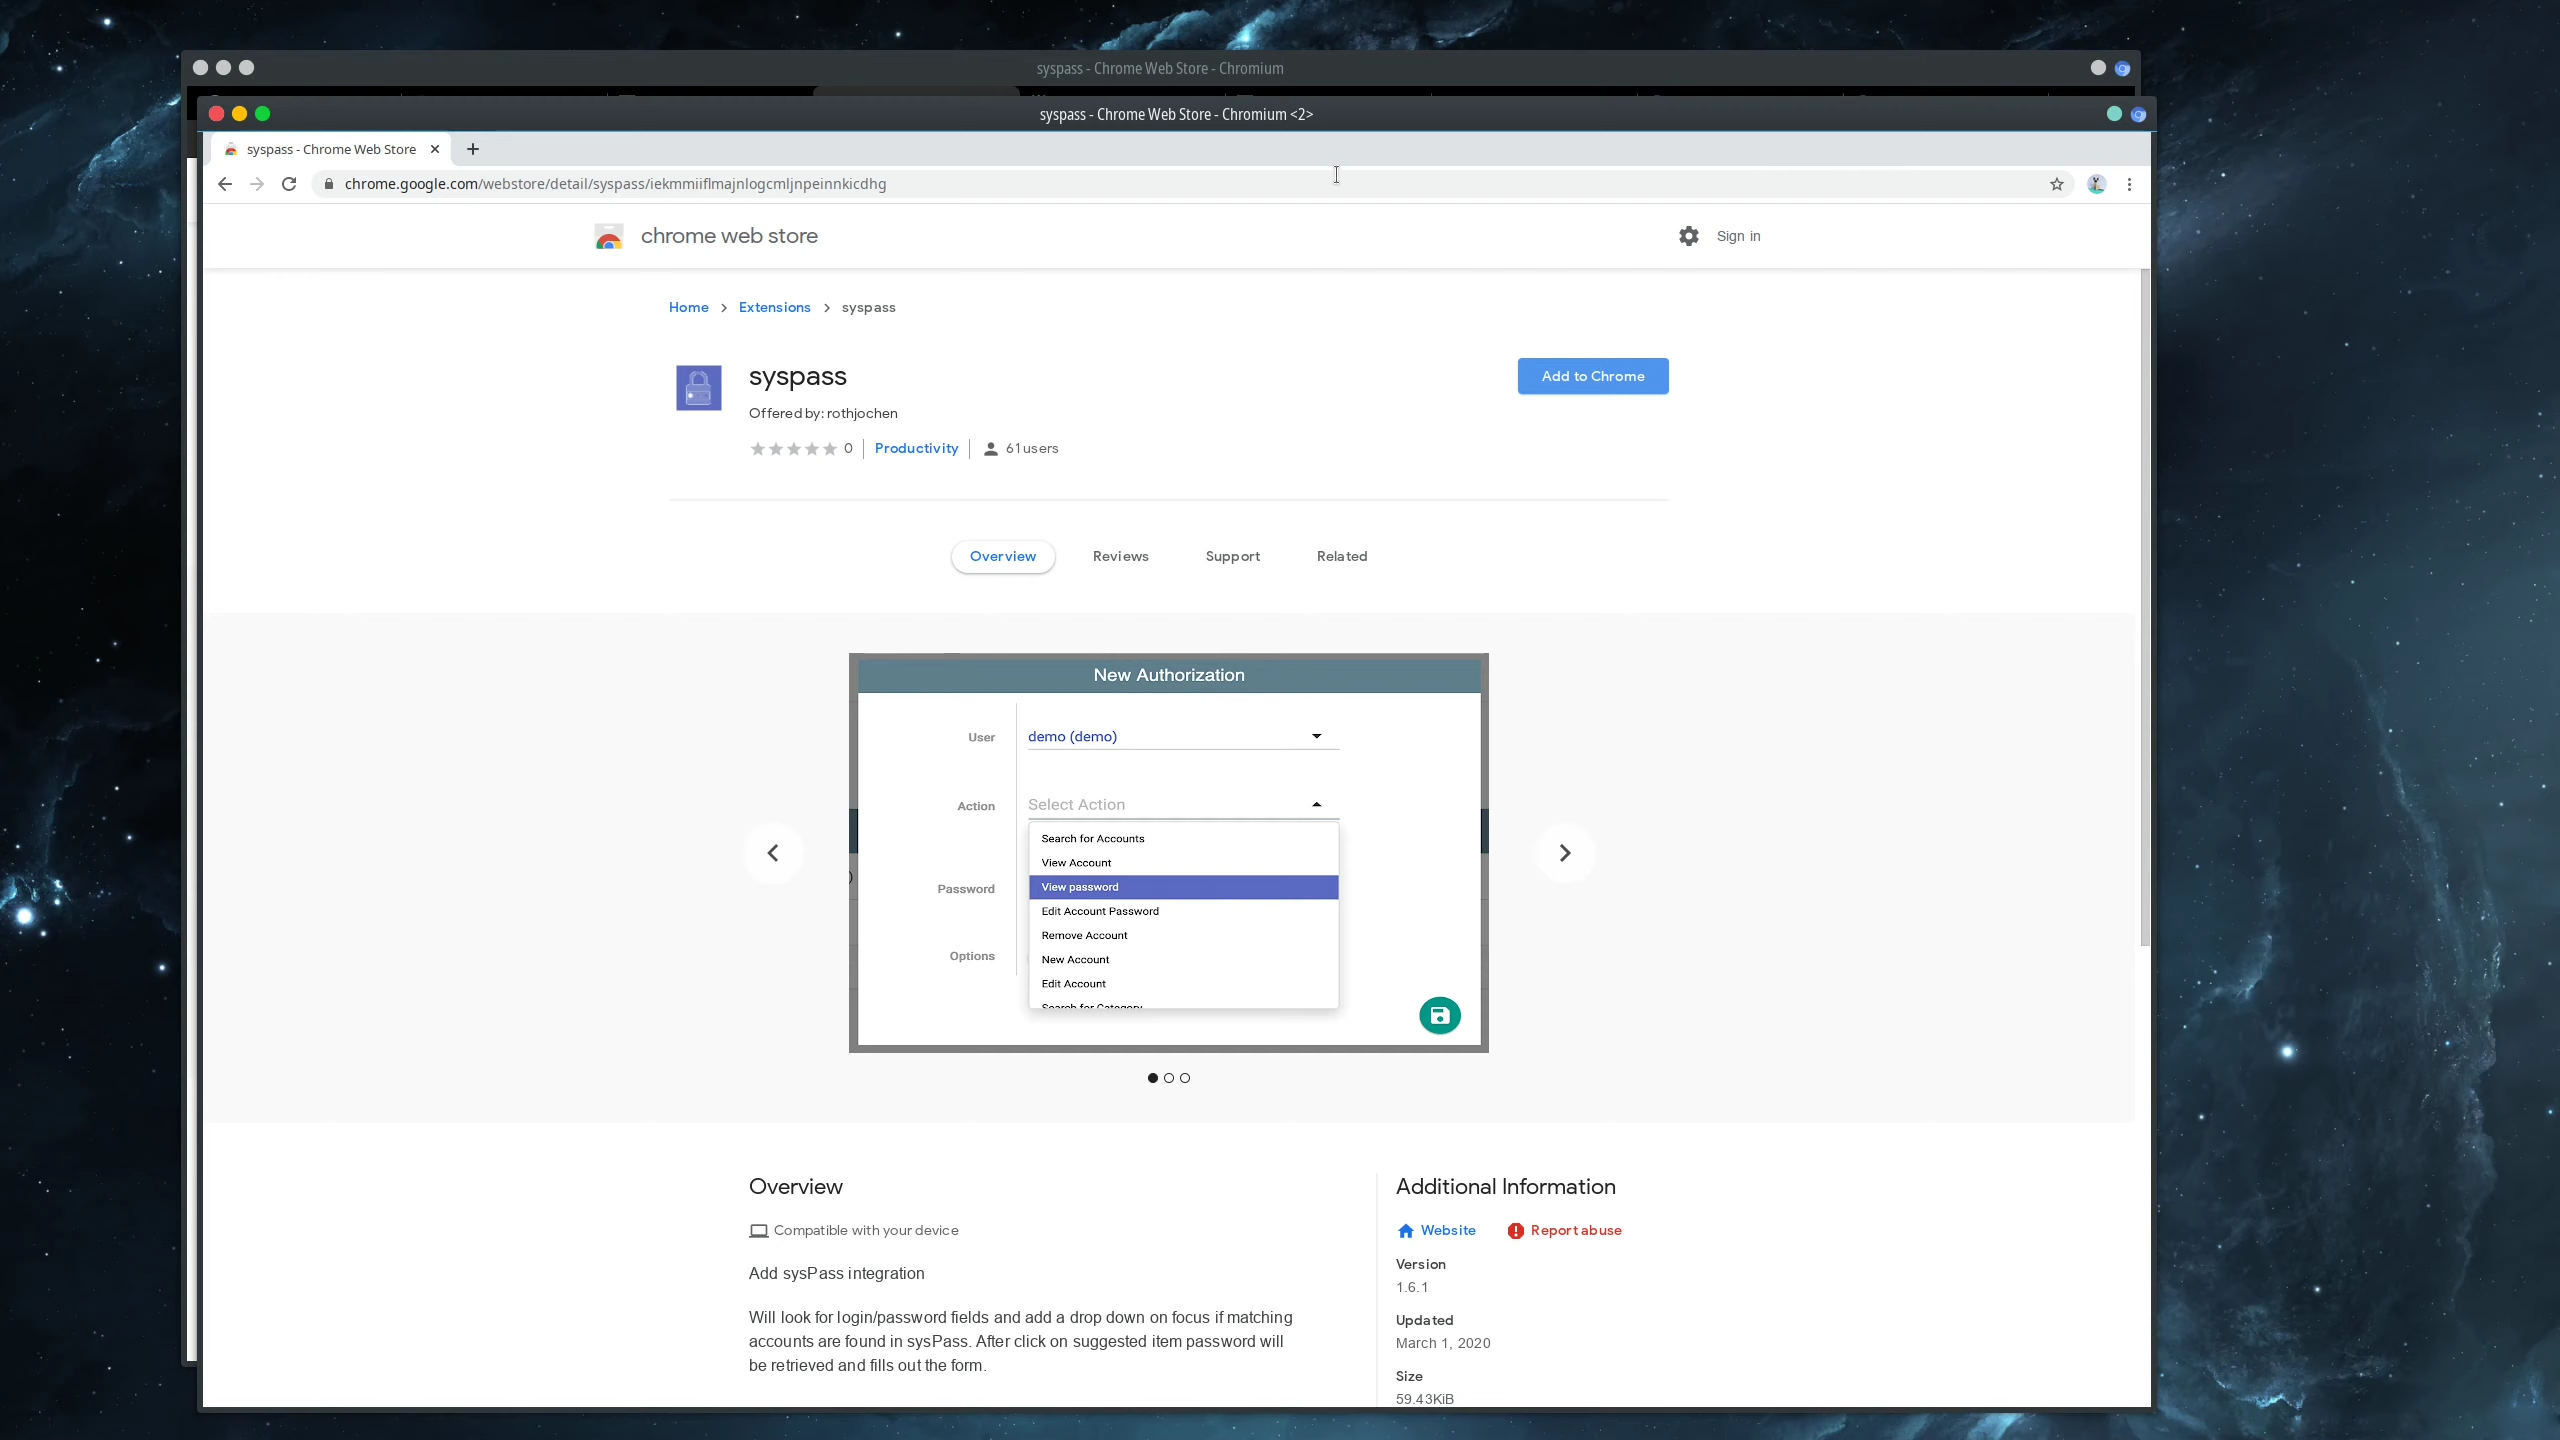 syspass - Chrome Web Store - Chromium
syspass - Chrome Web Store - Chromium <2>
syspass - Chrome Web Store
chrome.google.com/webstore/detail/syspass/iekmmiiflmajnlogcmljnpeinnkicdhg
chrome web store
Sign in
Home > Extensions > syspass
syspass
Add to Chrome
Offered by: rothjochen
0 Productivity 61 users
Overview Reviews Support Related
New Authorization
User demo (demo)
Action Select Action
Search for Accounts
View Account
Password View password
Edit Account Password
Remove Account
Options New Account
Edit Account
Search for Category
Overview
Compatible with your device
Add sysPass integration
Will look for login/password fields and add a drop down on focus if matching
accounts are found in sysPass. After click on suggested item password will
be retrieved and fills out the form.
Additional Information
Website Report abuse
Version
1.6.1
Updated
March 1, 2020
Size
59.43KiB